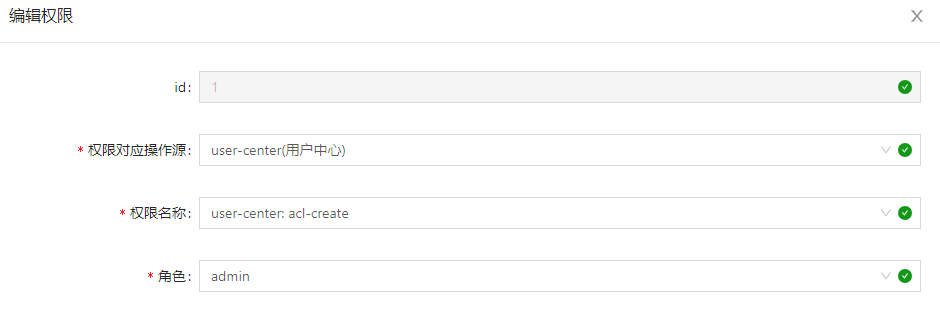 编辑权限
id:
1
* 权限对应操作源:
user-center(用户中心)
* 权限名称:
user-center: acl-create
* 角色:
admin